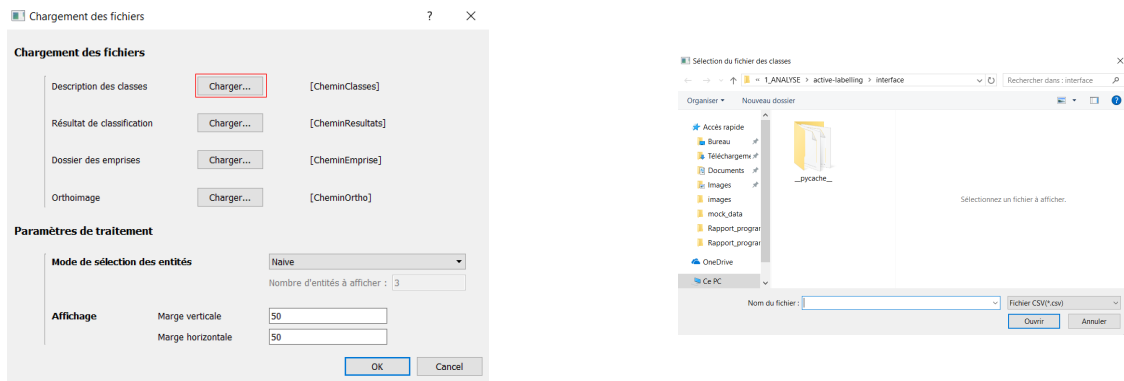 Chargement des fichiers
?
Chargement des fichiers
Description des classes Charger... [CheminClasses]
Résultat de classification Charger... [CheminResultats]
Dossier des emprises Charger... [CheminEmprise]
Orthoimage Charger... [CheminOrtho]
Paramètres de traitement
Mode de sélection des entités Naive
Nombre d'entités à afficher : 3
Affichage Marge verticale 50
Marge horizontale 50
OK Cancel
Sélection du fichier des classes
« 1_ANALYSE > active-labelling > interface Rechercher dans : interface
Organiser Nouveau dossier ?
Accès rapide
Bureau
Téléchargeme
Documents
Images
images
mock_data
Rapport_program
Rapport_program
OneDrive
Ce PC
__pycache__
Sélectionnez un fichier à afficher.
Nom du fichier : Fichier CSV(*.csv)
Ouvrir Annuler